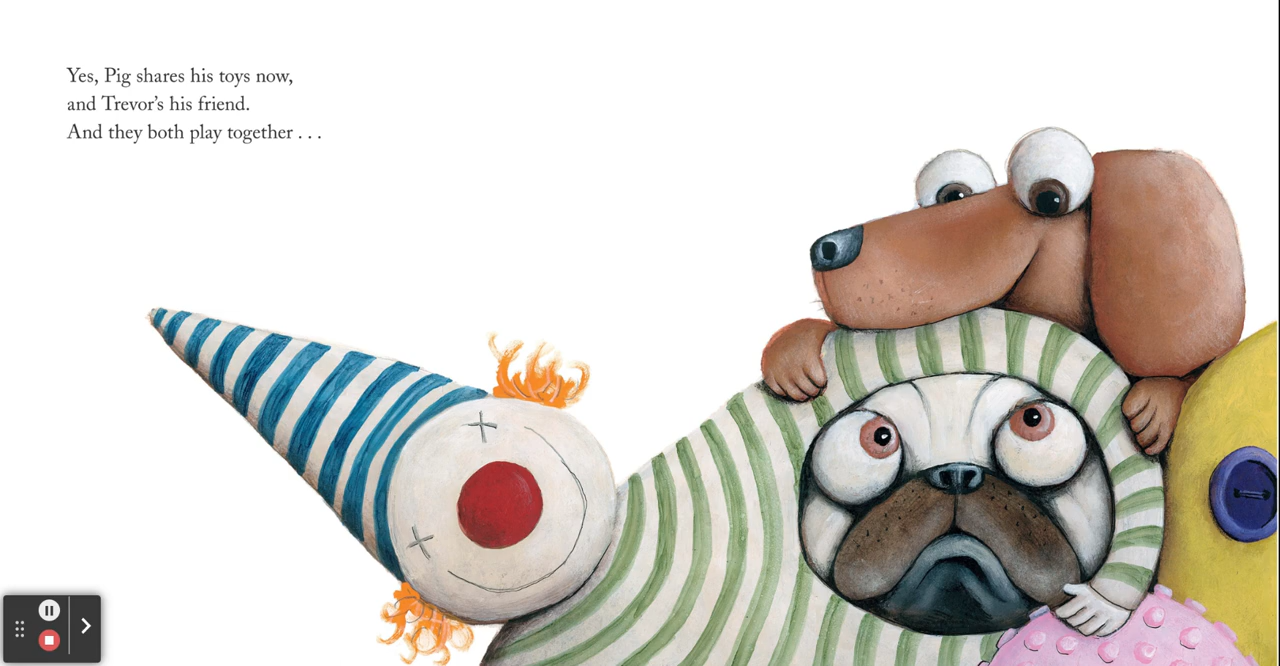 Yes, Pig shares his toys now,
and Trevor’s his friend.
And they both play together . . .